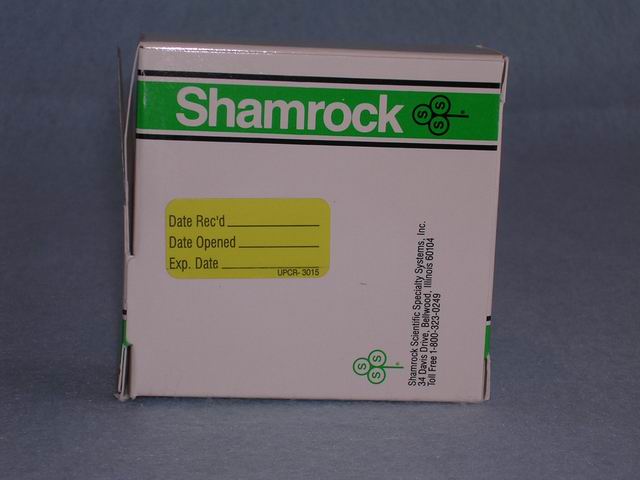 Shamrock
S S S
Date Rec'd
Date Opened
Exp. Date
UPCR- 3015
Shamrock Scientific Specialty Systems, Inc.
34 Davis Drive, Bellwood, Illinois 60104
Toll Free 1-800-323-0249
S S S